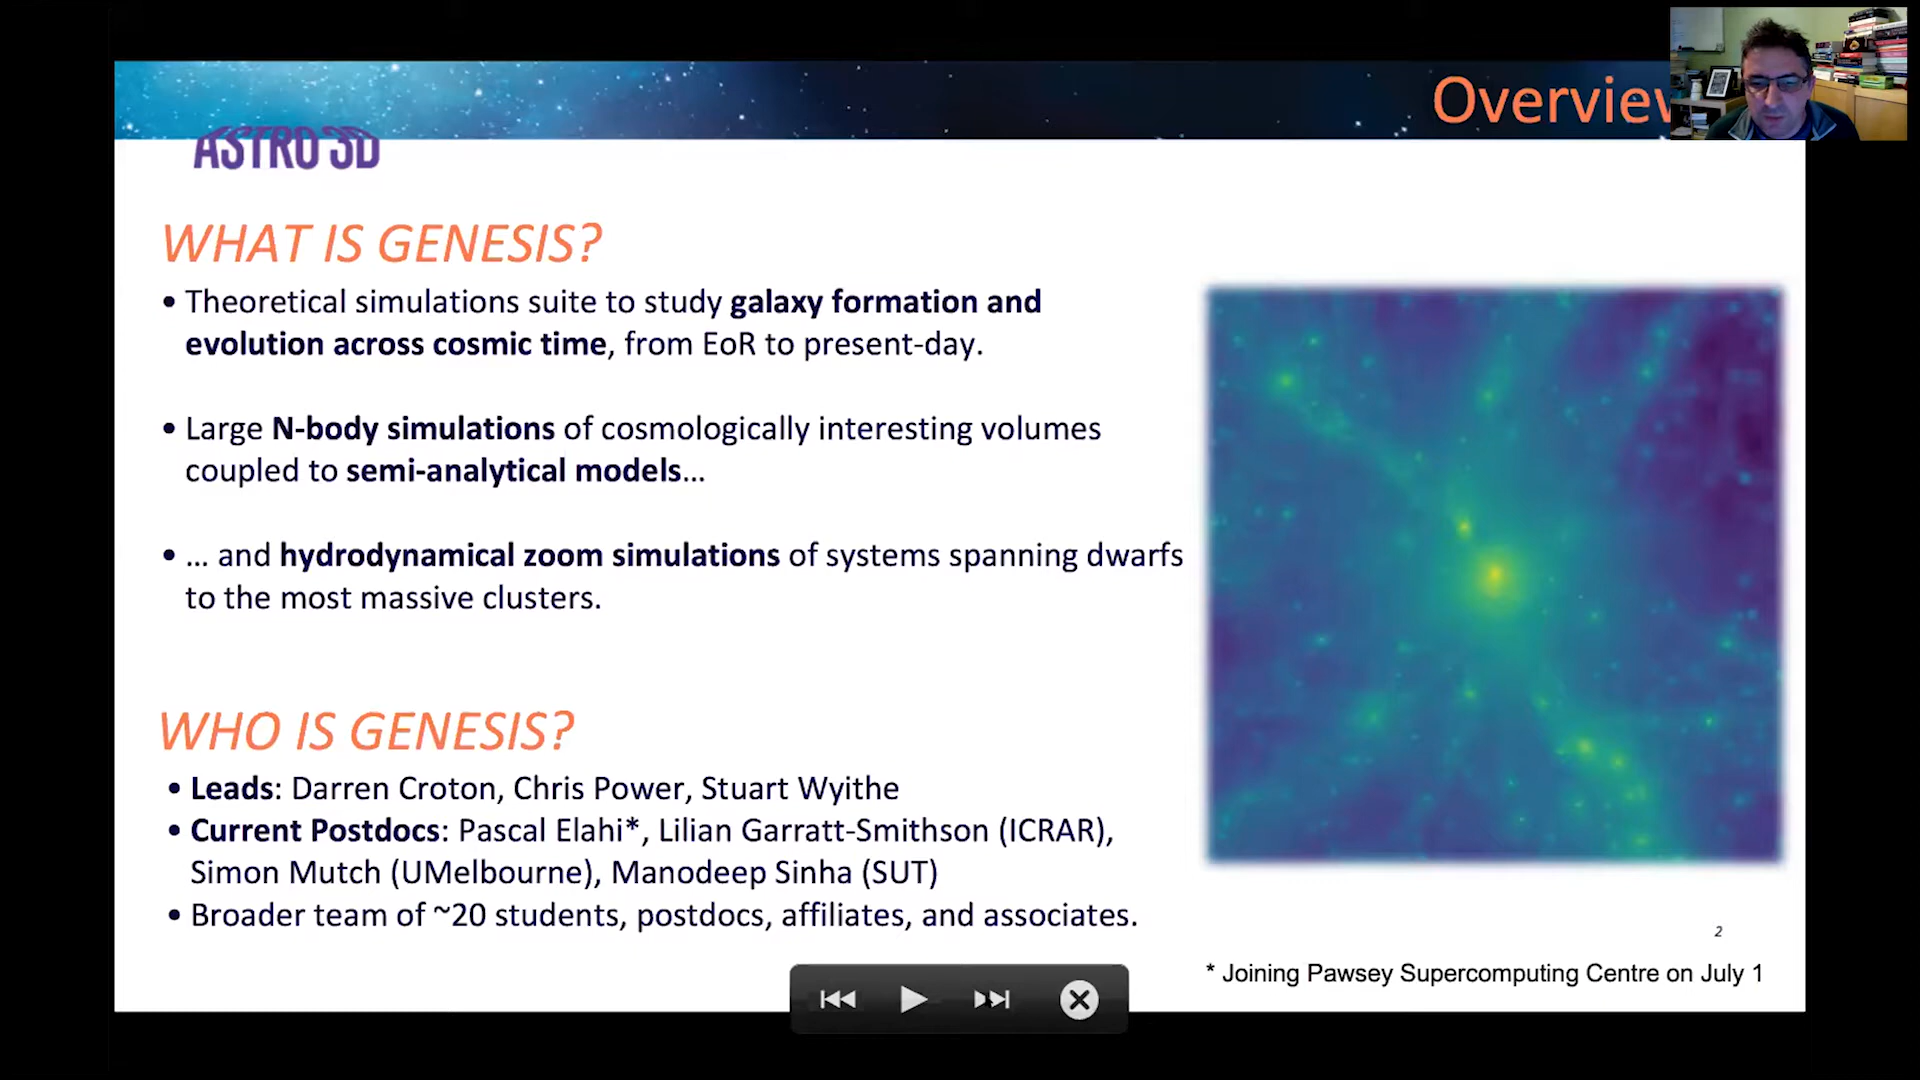 Overview
ASTRO 3D
WHAT IS GENESIS?
• Theoretical simulations suite to study galaxy formation and
evolution across cosmic time, from EoR to present-day.
• Large N-body simulations of cosmologically interesting volumes
coupled to semi-analytical models…
• … and hydrodynamical zoom simulations of systems spanning dwarfs
to the most massive clusters.
WHO IS GENESIS?
• Leads: Darren Croton, Chris Power, Stuart Wyithe
• Current Postdocs: Pascal Elahi*, Lilian Garratt-Smithson (ICRAR),
Simon Mutch (UMelbourne), Manodeep Sinha (SUT)
• Broader team of ~20 students, postdocs, affiliates, and associates.
2
* Joining Pawsey Supercomputing Centre on July 1